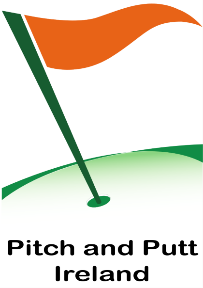 Pitch and Putt
Ireland